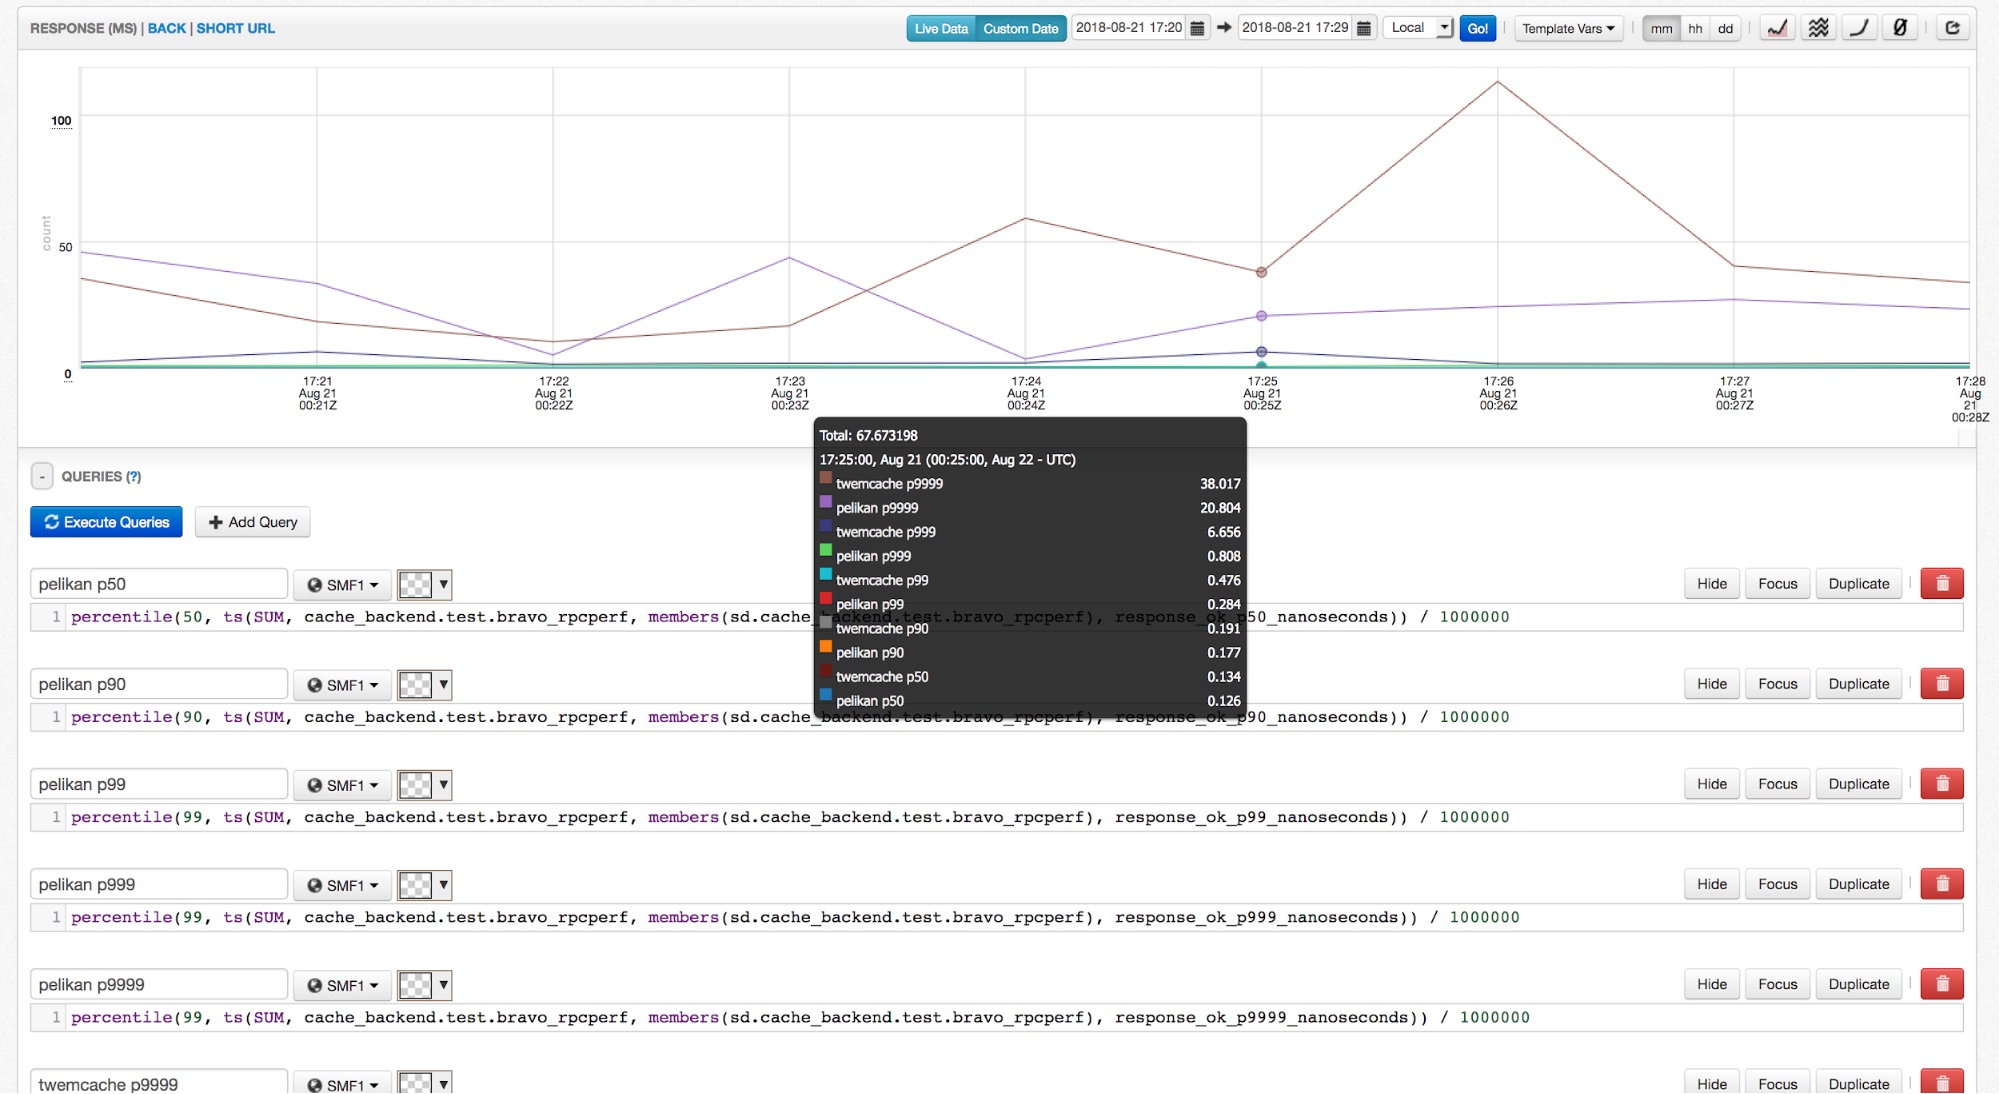 RESPONSE (MS) | BACK | SHORT URL
Live Data Custom Date 2018-08-21 17:20 2018-08-21 17:29 Local Go! Template Vars mm hh dd
100
count
50
0
17:21 17:22 17:23 17:24 17:25 17:26 17:27 17:28
Aug 21 Aug 21 Aug 21 Aug 21 Aug 21 Aug 21 Aug 21 Aug
21
00:21Z 00:22Z 00:23Z 00:24Z 00:25Z 00:26Z 00:27Z 00:28Z
Total: 67.673198
17:25:00, Aug 21 (00:25:00, Aug 22 - UTC)
twemcache p9999 38.017
pelikan p9999 20.804
twemcache p999 6.656
pelikan p999 0.808
twemcache p99 0.476
pelikan p99 0.284
twemcache p90 0.191
pelikan p90 0.177
twemcache p50 0.134
pelikan p50 0.126
- QUERIES (?)
Execute Queries + Add Query
pelikan p50 SMF1 Hide Focus Duplicate
1 percentile(50, ts(SUM, cache_backend.test.bravo_rpcperf, members(sd.cache_backend.test.bravo_rpcperf), response_ok_p50_nanoseconds)) / 1000000
pelikan p90 SMF1 Hide Focus Duplicate
1 percentile(90, ts(SUM, cache_backend.test.bravo_rpcperf, members(sd.cache_backend.test.bravo_rpcperf), response_ok_p90_nanoseconds)) / 1000000
pelikan p99 SMF1 Hide Focus Duplicate
1 percentile(99, ts(SUM, cache_backend.test.bravo_rpcperf, members(sd.cache_backend.test.bravo_rpcperf), response_ok_p99_nanoseconds)) / 1000000
pelikan p999 SMF1 Hide Focus Duplicate
1 percentile(99, ts(SUM, cache_backend.test.bravo_rpcperf, members(sd.cache_backend.test.bravo_rpcperf), response_ok_p999_nanoseconds)) / 1000000
pelikan p9999 SMF1 Hide Focus Duplicate
1 percentile(99, ts(SUM, cache_backend.test.bravo_rpcperf, members(sd.cache_backend.test.bravo_rpcperf), response_ok_p9999_nanoseconds)) / 1000000
twemcache p9999 SMF1 Hide Focus Duplicate